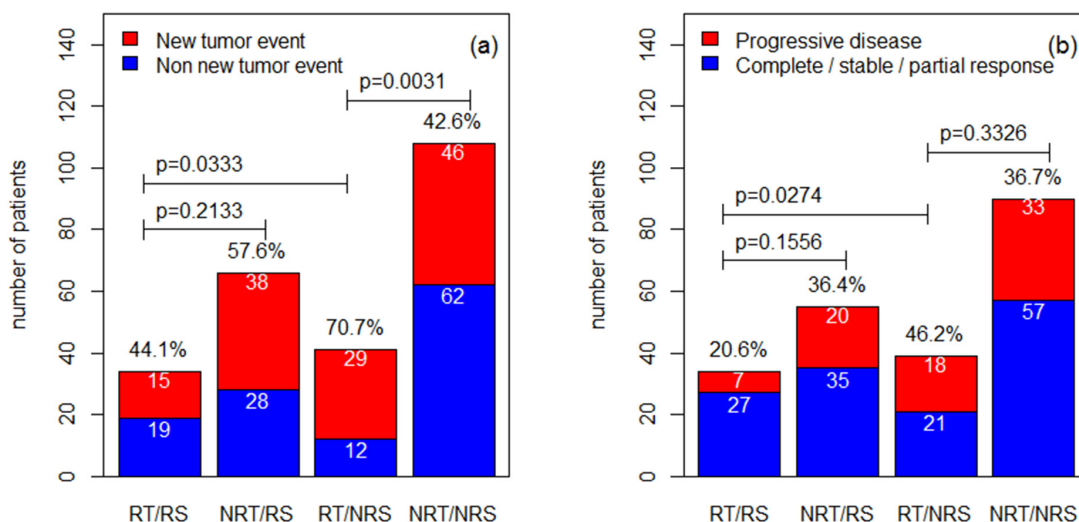 number of patients
0 20 40 60 80 100 120 140
New tumor event
Non new tumor event
(a)
p=0.0031
42.6%
p=0.0333
p=0.2133
57.6%
70.7%
44.1%
46
38
62
29
15
28
19
12
RT/RS NRT/RS RT/NRS NRT/NRS
number of patients
0 20 40 60 80 100 120 140
Progressive disease
Complete / stable / partial response
(b)
p=0.3326
p=0.0274
36.7%
p=0.1556
36.4%
46.2%
20.6%
33
20
57
18
7
35
27
21
RT/RS NRT/RS RT/NRS NRT/NRS